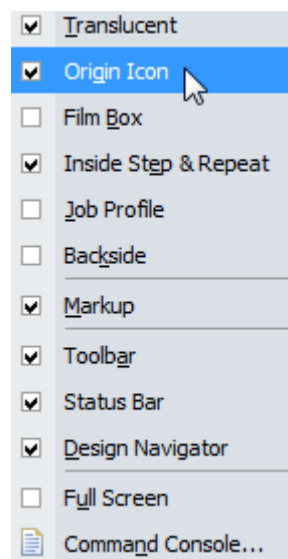 Translucent
Origin Icon
Film Box
Inside Step & Repeat
Job Profile
Backside
Markup
Toolbar
Status Bar
Design Navigator
Full Screen
Command Console...